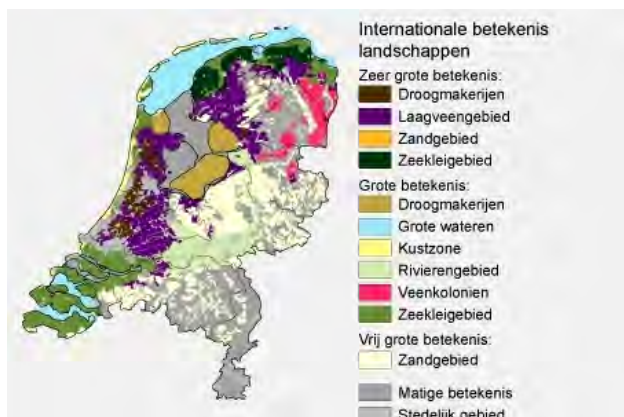 Internationale betekenis
landschappen
Zeer grote betekenis:
Droogmakerijen
Laagveengebied
Zandgebied
Zeekleigebied
Grote betekenis:
Droogmakerijen
Grote wateren
Kustzone
Rivierengebied
Veenkolonien
Zeekleigebied
Vrij grote betekenis:
Zandgebied
Matige betekenis
Stedelijk gebied